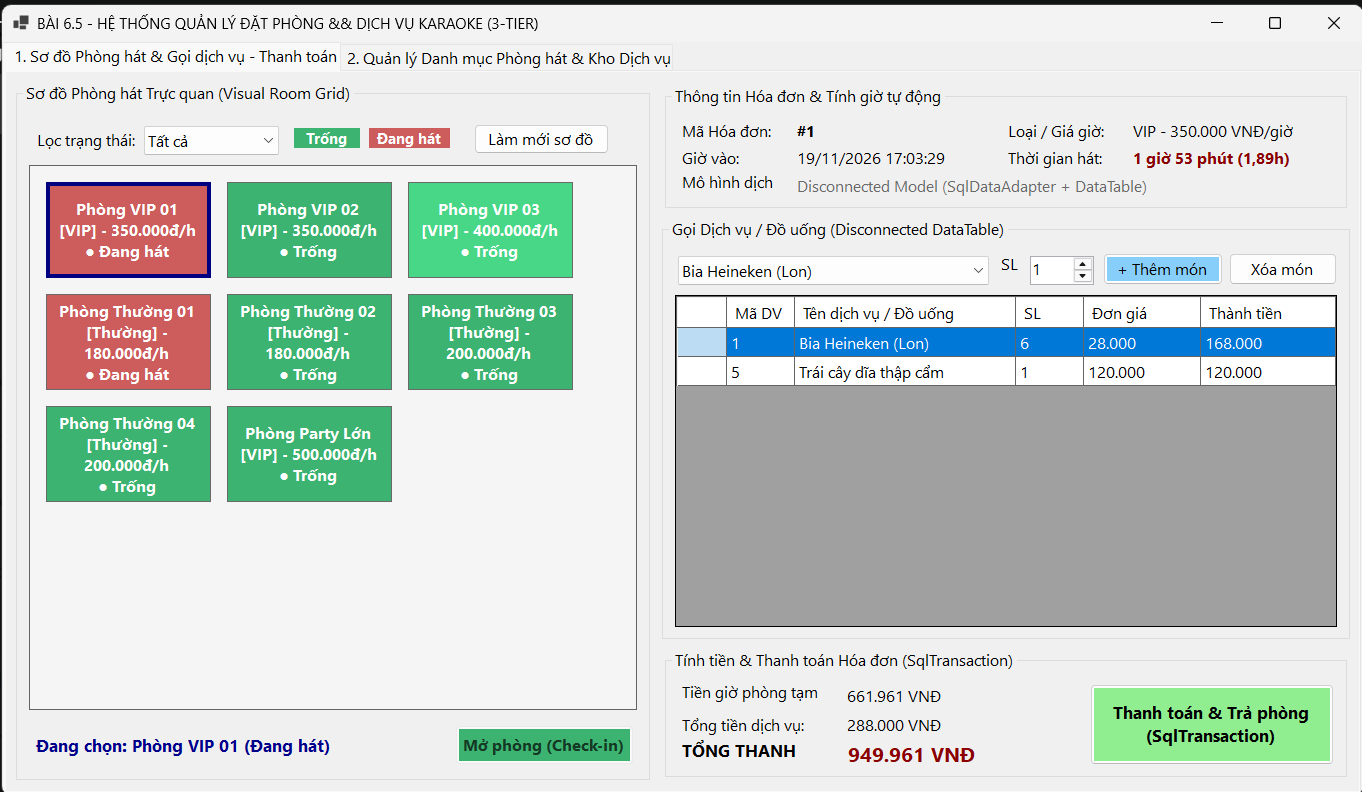 BÀI 6.5 - HỆ THỐNG QUẢN LÝ ĐẶT PHÒNG && DỊCH VỤ KARAOKE (3-TIER)
1. Sơ đồ Phòng hát & Gọi dịch vụ - Thanh toán
2. Quản lý Danh mục Phòng hát & Kho Dịch vụ
Sơ đồ Phòng hát Trực quan (Visual Room Grid)
Lọc trạng thái:
Tất cả
Trống
Đang hát
Làm mới sơ đồ
Phòng VIP 01
[VIP] - 350.000đ/h
● Đang hát
Phòng VIP 02
[VIP] - 350.000đ/h
● Trống
Phòng VIP 03
[VIP] - 400.000đ/h
● Trống
Phòng Thường 01
[Thường] -
180.000đ/h
● Đang hát
Phòng Thường 02
[Thường] -
180.000đ/h
● Trống
Phòng Thường 03
[Thường] -
200.000đ/h
● Trống
Phòng Thường 04
[Thường] -
200.000đ/h
● Trống
Phòng Party Lớn
[VIP] - 500.000đ/h
● Trống
Đang chọn: Phòng VIP 01 (Đang hát)
Mở phòng (Check-in)
Thông tin Hóa đơn & Tính giờ tự động
Mã Hóa đơn: #1
Loại / Giá giờ: VIP - 350.000 VNĐ/giờ
Giờ vào: 19/11/2026 17:03:29
Thời gian hát: 1 giờ 53 phút (1,89h)
Mô hình dịch
Disconnected Model (SqlDataAdapter + DataTable)
Gọi Dịch vụ / Đồ uống (Disconnected DataTable)
Bia Heineken (Lon)
SL
1
+ Thêm món
Xóa món
Mã DV Tên dịch vụ / Đồ uống SL Đơn giá Thành tiền
1 Bia Heineken (Lon) 6 28.000 168.000
5 Trái cây dĩa thập cẩm 1 120.000 120.000
Tính tiền & Thanh toán Hóa đơn (SqlTransaction)
Tiền giờ phòng tạm 661.961 VNĐ
Tổng tiền dịch vụ: 288.000 VNĐ
TỔNG THANH 949.961 VNĐ
Thanh toán & Trả phòng
(SqlTransaction)